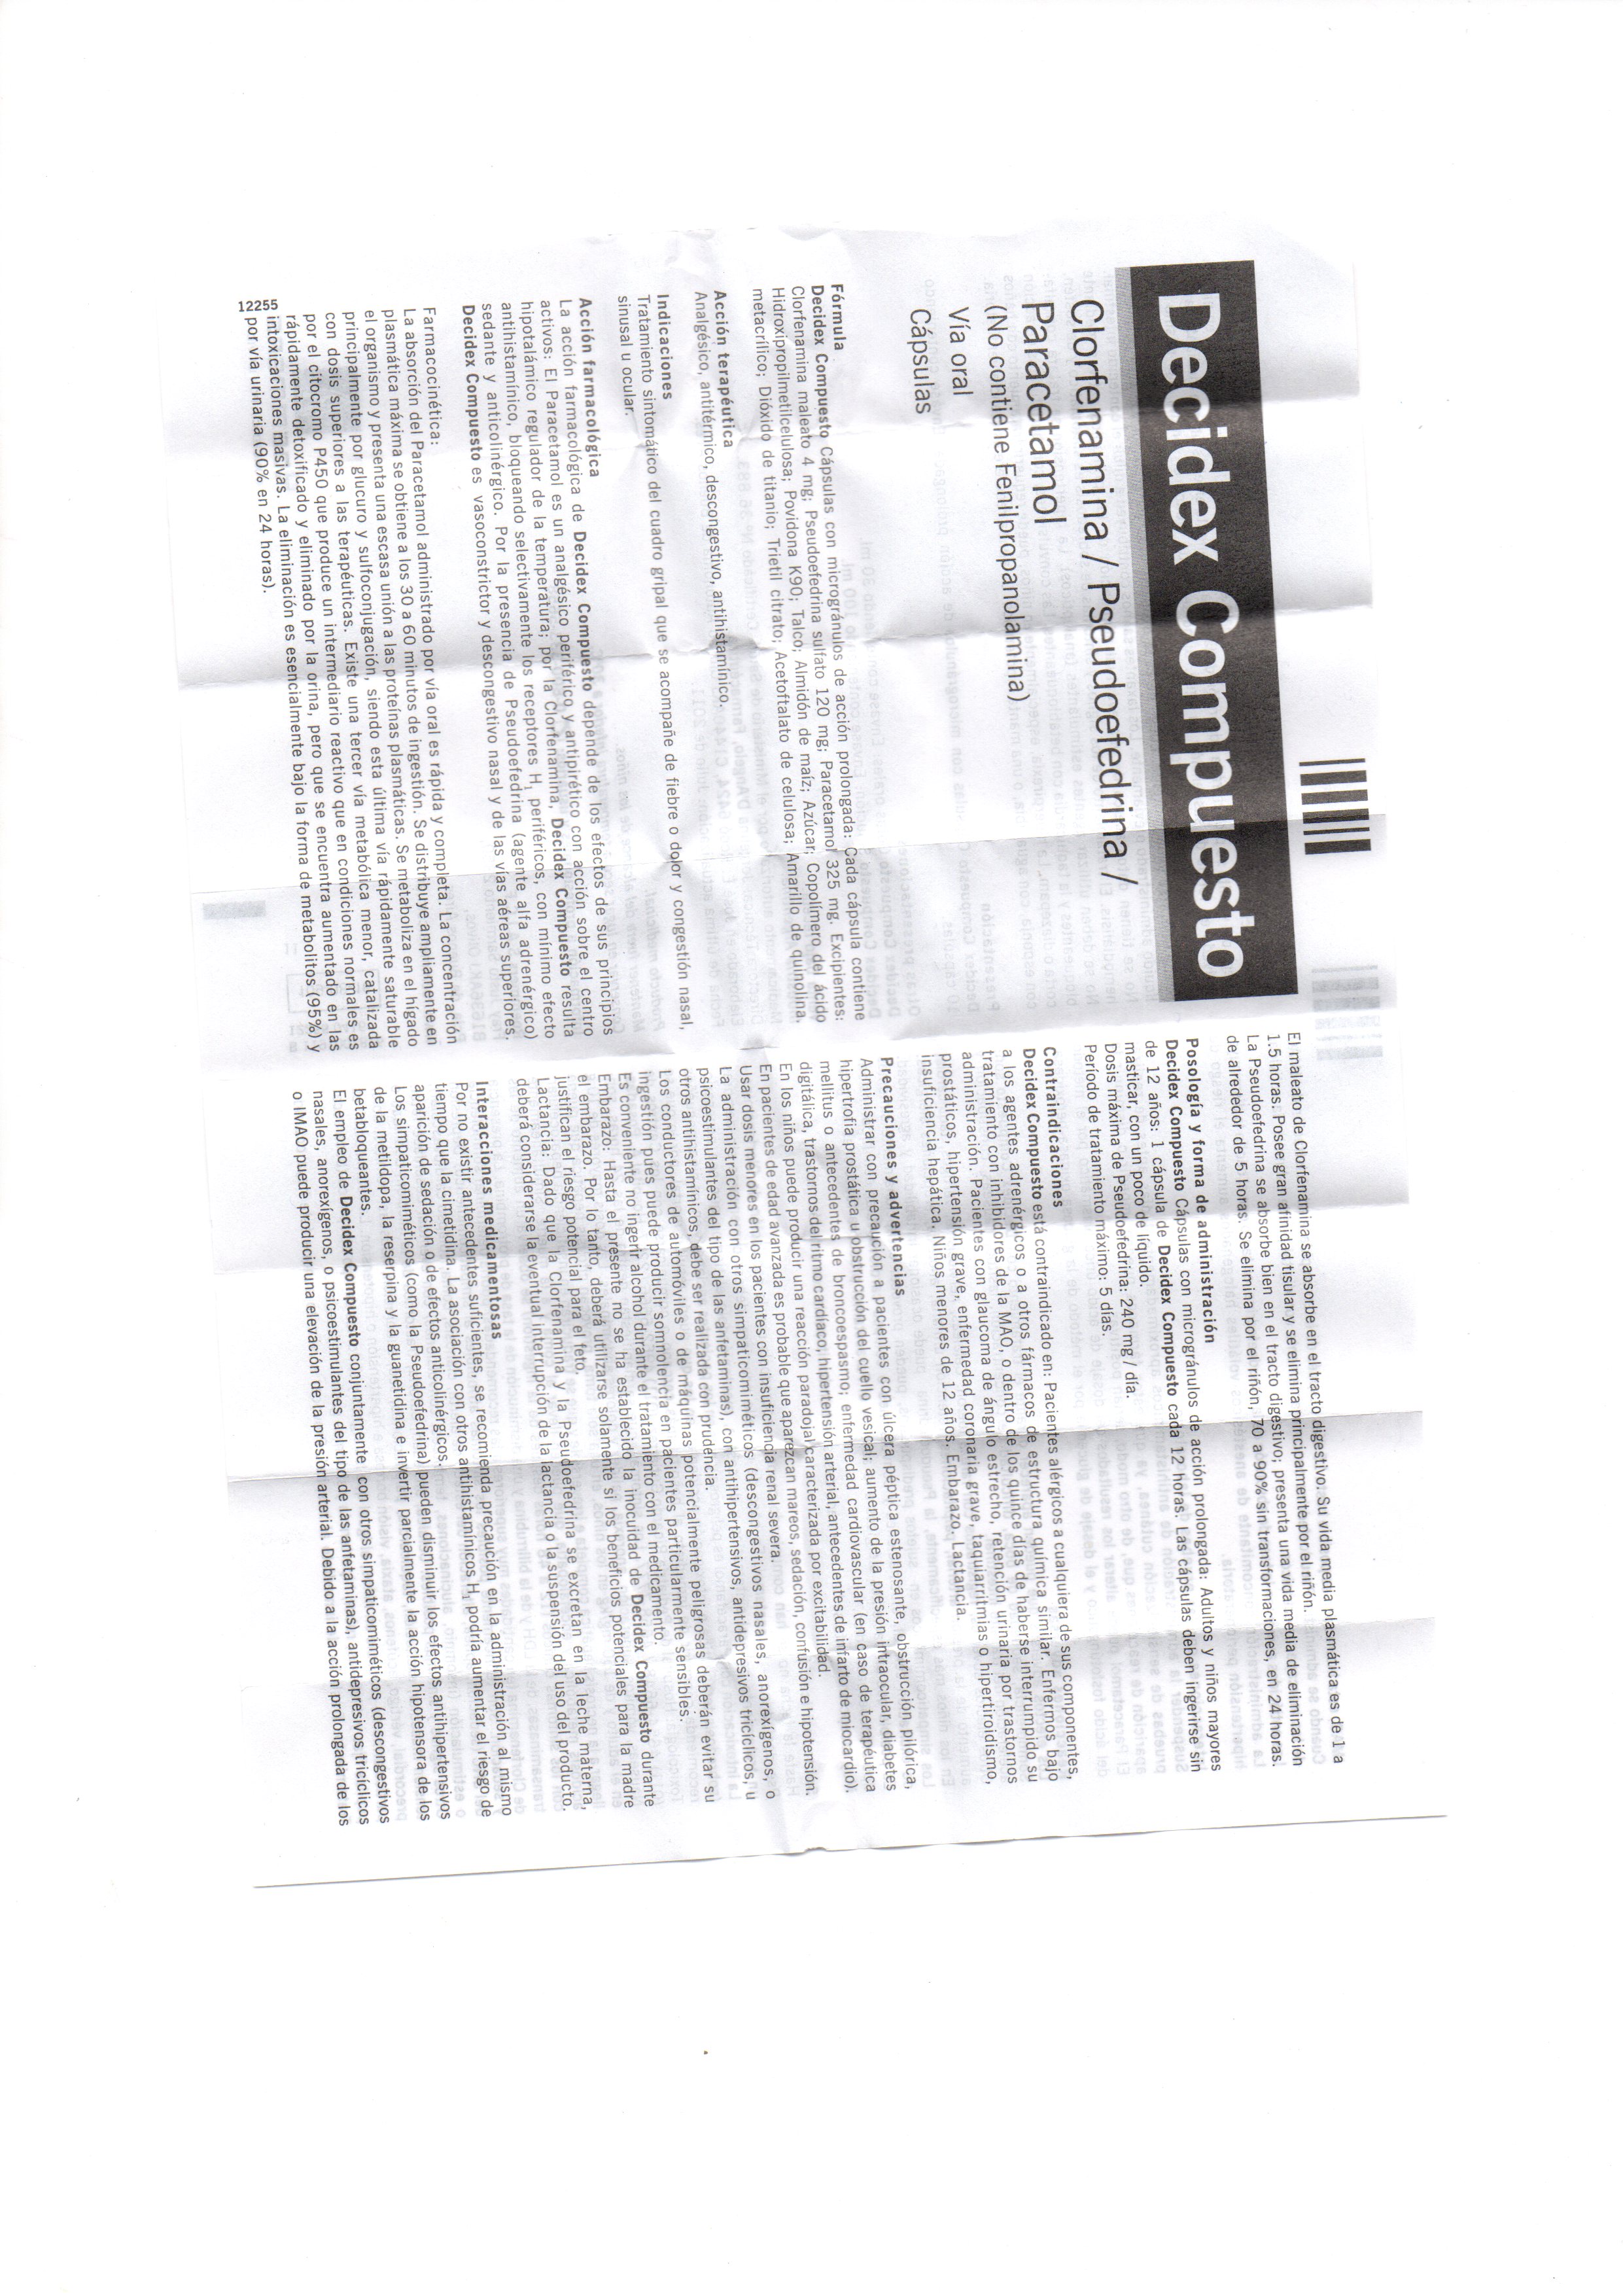 Decidex Compuesto
Clorfenamina / Pseudoefedrina /
Paracetamol
(No contiene Fenilpropanolamina)
Vía oral
Cápsulas
Fórmula
Decidex Compuesto Cápsulas con microgránulos de acción prolongada: Cada cápsula contiene
Clorfenamina maleato 4 mg; Pseudoefedrina sulfato 120 mg; Paracetamol 325 mg. Excipientes:
Hidroxipropilmetilcelulosa; Povidona K90; Talco; Almidón de maíz; Azúcar; Copolímero del ácido
metacrílico; Dióxido de titanio; Trietil citrato; Acetoftalato de celulosa; Amarillo de quinolina.
Acción terapéutica
Analgésico, antitérmico, descongestivo, antihistamínico.
Indicaciones
Tratamiento sintomático del cuadro gripal que se acompañe de fiebre o dolor y congestión nasal,
sinusal u ocular.
Acción farmacológica
La acción farmacológica de Decidex Compuesto depende de los efectos de sus principios
activos: El Paracetamol es un analgésico periférico y antipirético con acción sobre el centro
hipotalámico regulador de la temperatura; por la Clorfenamina, Decidex Compuesto resulta
antihistamínico, bloqueando selectivamente los receptores H1 periféricos, con mínimo efecto
sedante y anticolinérgico. Por la presencia de Pseudoefedrina (agente alfa adrenérgico)
Decidex Compuesto es vasoconstrictor y descongestivo nasal y de las vías aéreas superiores.
Farmacocinética:
La absorción del Paracetamol administrado por vía oral es rápida y completa. La concentración
plasmática máxima se obtiene a los 30 a 60 minutos de ingestión. Se distribuye ampliamente en
el organismo y presenta una escasa unión a las proteínas plasmáticas. Se metaboliza en el hígado
principalmente por glucuro y sulfoconjugación, siendo esta última vía rápidamente saturable
con dosis superiores a las terapéuticas. Existe una tercer vía metabólica menor, catalizada
por el citocromo P450 que produce un intermediario reactivo que en condiciones normales es
rápidamente detoxificado y eliminado por la orina, pero que se encuentra aumentado en las
intoxicaciones masivas. La eliminación es esencialmente bajo la forma de metabolitos (95%) y
por vía urinaria (90% en 24 horas).
12255
El maleato de Clorfenamina se absorbe en el tracto digestivo. Su vida media plasmática es de 1 a
1.5 horas. Posee gran afinidad tisular y se elimina principalmente por el riñón.
La Pseudoefedrina se absorbe bien en el tracto digestivo; presenta una vida media de eliminación
de alrededor de 5 horas. Se elimina por el riñón, 70 a 90% sin transformaciones, en 24 horas.
Posología y forma de administración
Decidex Compuesto Cápsulas con microgránulos de acción prolongada: Adultos y niños mayores
de 12 años: 1 cápsula de Decidex Compuesto cada 12 horas. Las cápsulas deben ingerirse sin
masticar, con un poco de líquido.
Dosis máxima de Pseudoefedrina: 240 mg / día.
Período de tratamiento máximo: 5 días.
Contraindicaciones
Decidex Compuesto está contraindicado en: Pacientes alérgicos a cualquiera de sus componentes,
a los agentes adrenérgicos o a otros fármacos de estructura química similar. Enfermos bajo
tratamiento con inhibidores de la MAO, o dentro de los quince días de haberse interrumpido su
administración. Pacientes con glaucoma de ángulo estrecho, retención urinaria por trastornos
prostáticos, hipertensión grave, enfermedad coronaria grave, taquiarritmias o hipertiroidismo,
insuficiencia hepática. Niños menores de 12 años. Embarazo. Lactancia.
Precauciones y advertencias
Administrar con precaución a pacientes con úlcera péptica estenosante, obstrucción pilórica,
hipertrofia prostática u obstrucción del cuello vesical; aumento de la presión intraocular, diabetes
mellitus o antecedentes de broncoespasmo; enfermedad cardiovascular (en caso de terapéutica
digitálica, trastornos del ritmo cardíaco, hipertensión arterial, antecedentes de infarto de miocardio).
En los niños puede producir una reacción paradojal caracterizada por excitabilidad.
En pacientes de edad avanzada es probable que aparezcan mareos, sedación, confusión e hipotensión.
Usar dosis menores en los pacientes con insuficiencia renal severa.
La administración con otros simpaticomiméticos (descongestivos nasales, anorexígenos, o
psicoestimulantes del tipo de las anfetaminas), con antihipertensivos, antidepresivos tricíclicos, u
otros antihistamínicos, debe ser realizada con prudencia.
Los conductores de automóviles o de máquinas potencialmente peligrosas deberán evitar su
ingestión pues puede producir somnolencia en pacientes particularmente sensibles.
Es conveniente no ingerir alcohol durante el tratamiento con el medicamento.
Embarazo: Hasta el presente no se ha establecido la inocuidad de Decidex Compuesto durante
el embarazo. Por lo tanto, deberá utilizarse solamente si los beneficios potenciales para la madre
justifican el riesgo potencial para el feto.
Lactancia: Dado que la Clorfenamina y la Pseudoefedrina se excretan en la leche materna,
deberá considerarse la eventual interrupción de la lactancia o la suspensión del uso del producto.
Interacciones medicamentosas
Por no existir antecedentes suficientes, se recomienda precaución en la administración al mismo
tiempo que la cimetidina. La asociación con otros antihistamínicos H1 podría aumentar el riesgo de
aparición de sedación o de efectos anticolinérgicos.
Los simpaticomiméticos (como la Pseudoefedrina) pueden disminuir los efectos antihipertensivos
de la metildopa, la reserpina y la guanetidina e invertir parcialmente la acción hipotensora de los
betabloqueantes.
El empleo de Decidex Compuesto conjuntamente con otros simpaticomiméticos (descongestivos
nasales, anorexígenos, o psicoestimulantes del tipo de las anfetaminas), antidepresivos tricíclicos
o IMAO puede producir una elevación de la presión arterial. Debido a la acción prolongada de los